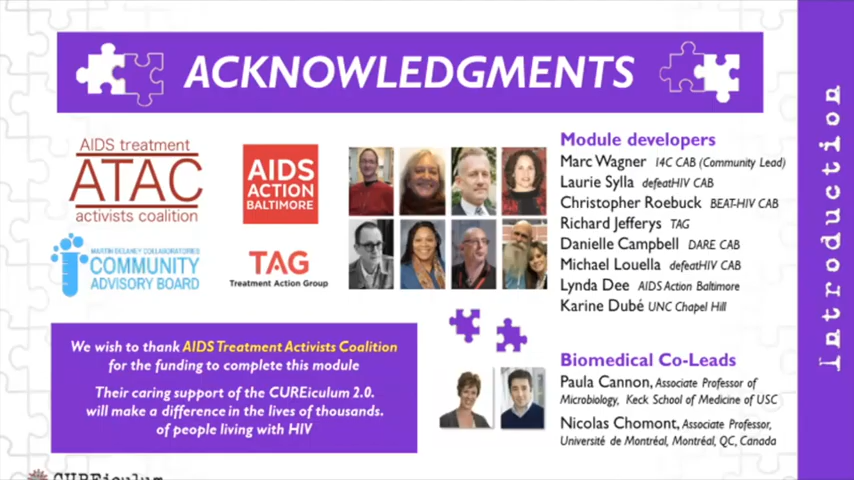 ACKNOWLEDGMENTS
AIDS treatment
ATAC
activists coalition
AIDS
ACTION
BALTIMORE
MARTIN DELANEY COLLABORATORIES
COMMUNITY
ADVISORY BOARD
TAG
Treatment Action Group
We wish to thank AIDS Treatment Activists Coalition
for the funding to complete this module
Their caring support of the CUREiculum 2.0.
will make a difference in the lives of thousands.
of people living with HIV
Module developers
Marc Wagner I4C CAB (Community Lead)
Laurie Sylla defeatHIV CAB
Christopher Roebuck BEAT-HIV CAB
Richard Jefferys TAG
Danielle Campbell DARE CAB
Michael Louella defeatHIV CAB
Lynda Dee AIDS Action Baltimore
Karine Dubé UNC Chapel Hill
Biomedical Co-Leads
Paula Cannon, Associate Professor of
Microbiology, Keck School of Medicine of USC
Nicolas Chomont, Associate Professor,
Université de Montréal, Montréal, QC, Canada
Introduction
CUREiculum